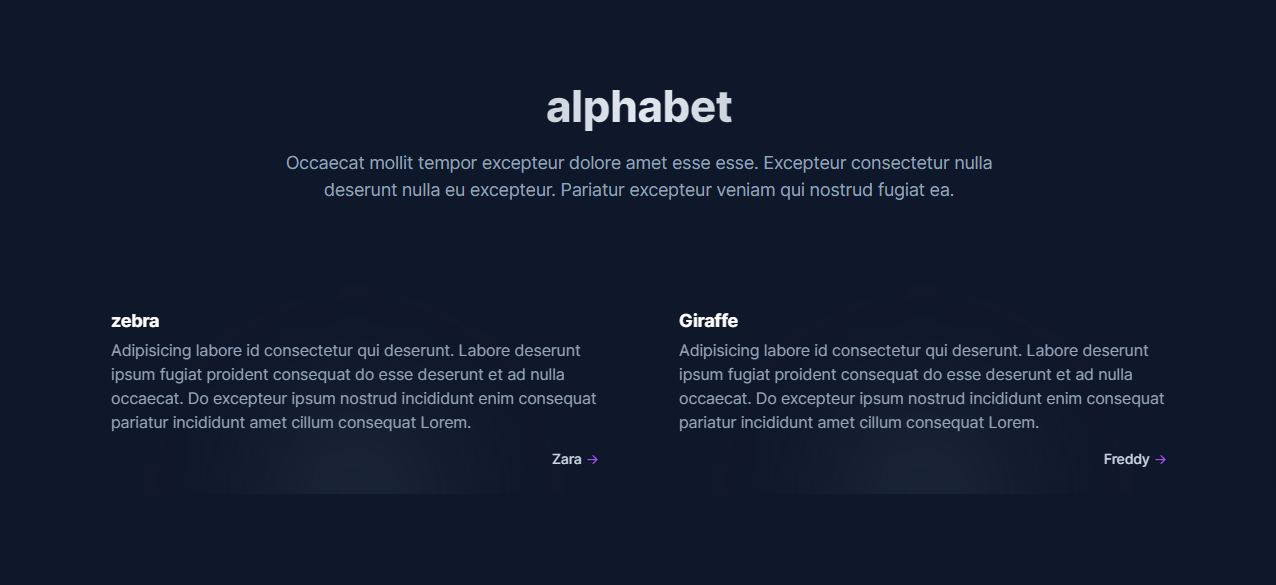 alphabet
Occaecat mollit tempor excepteur dolore amet esse esse. Excepteur consectetur nulla
deserunt nulla eu excepteur. Pariatur excepteur veniam qui nostrud fugiat ea.
zebra
Adipisicing labore id consectetur qui deserunt. Labore deserunt
ipsum fugiat proident consequat do esse deserunt et ad nulla
occaecat. Do excepteur ipsum nostrud incididunt enim consequat
pariatur incididunt amet cillum consequat Lorem.
Zara →
Giraffe
Adipisicing labore id consectetur qui deserunt. Labore deserunt
ipsum fugiat proident consequat do esse deserunt et ad nulla
occaecat. Do excepteur ipsum nostrud incididunt enim consequat
pariatur incididunt amet cillum consequat Lorem.
Freddy →